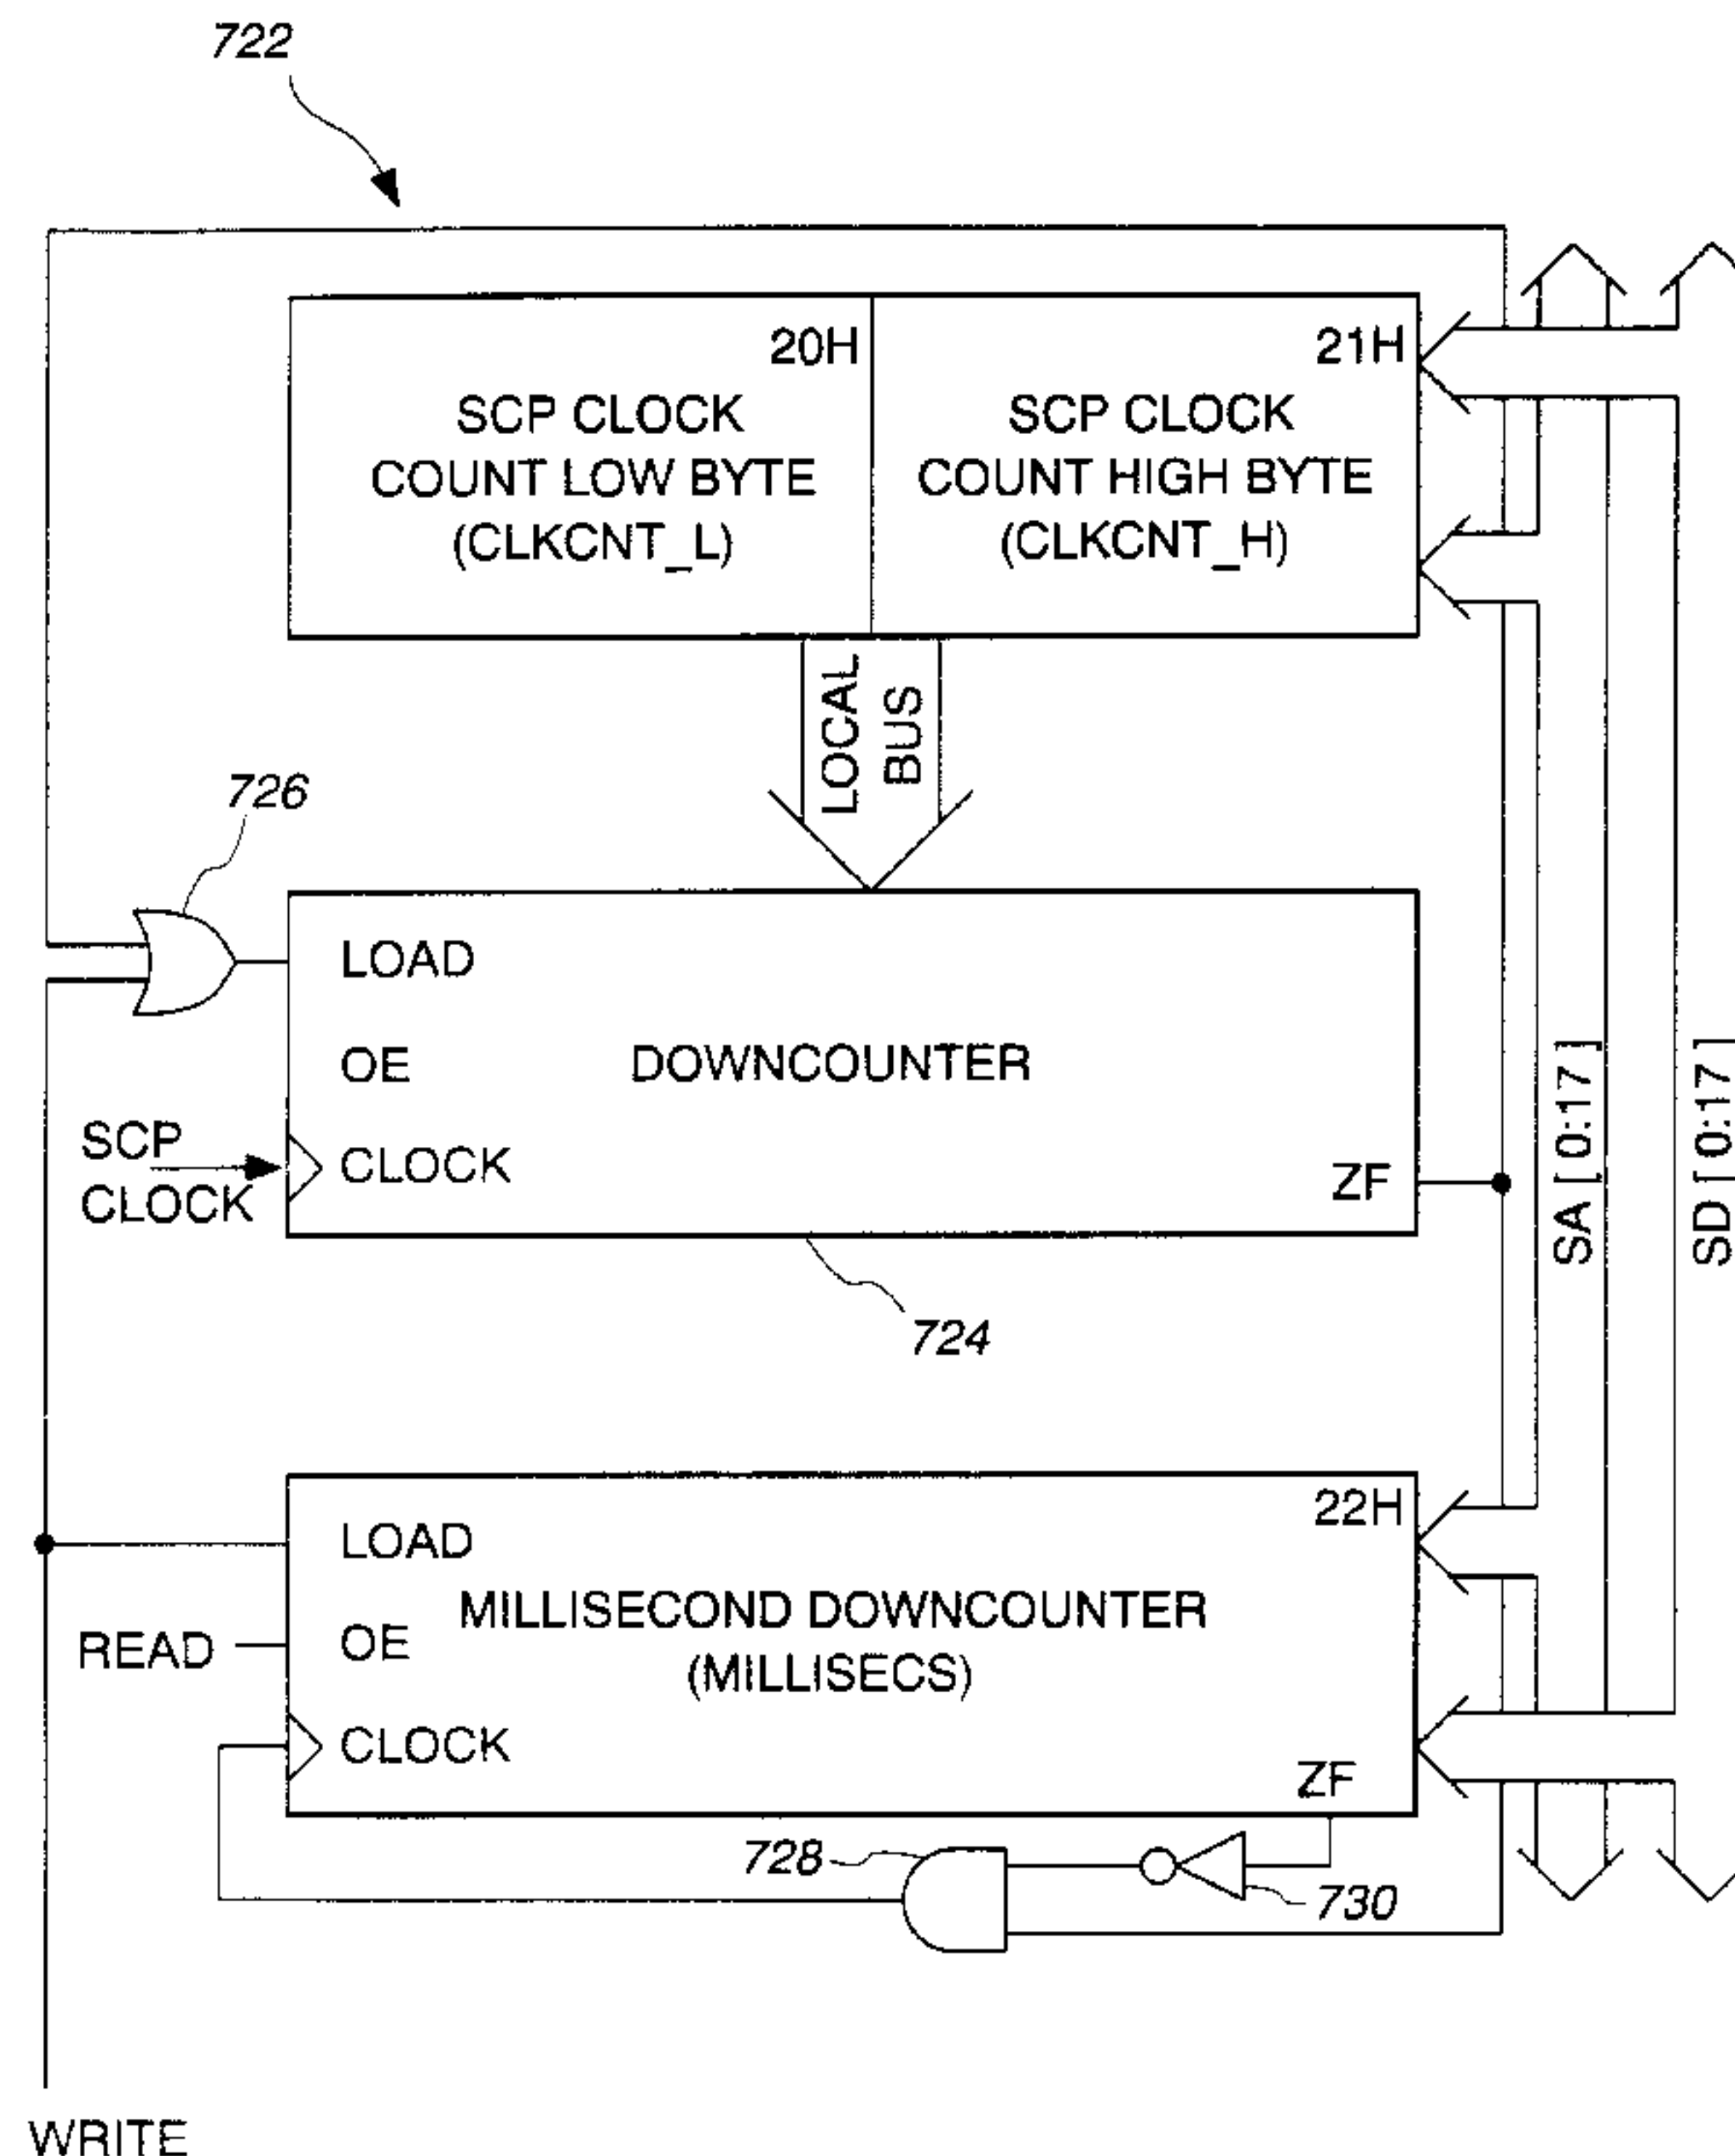 722
20H
SCP CLOCK
COUNT LOW BYTE
(CLKCNT_L)
21H
SCP CLOCK
COUNT HIGH BYTE
(CLKCNT_H)
LOCAL
BUS
726
LOAD
OE
DOWNCOUNTER
SCP
CLOCK
CLOCK
ZF
724
SA [0:17]
SD [0:17]
22H
LOAD
MILLISECOND DOWNCOUNTER
(MILLISECS)
READ
OE
CLOCK
ZF
728
730
WRITE